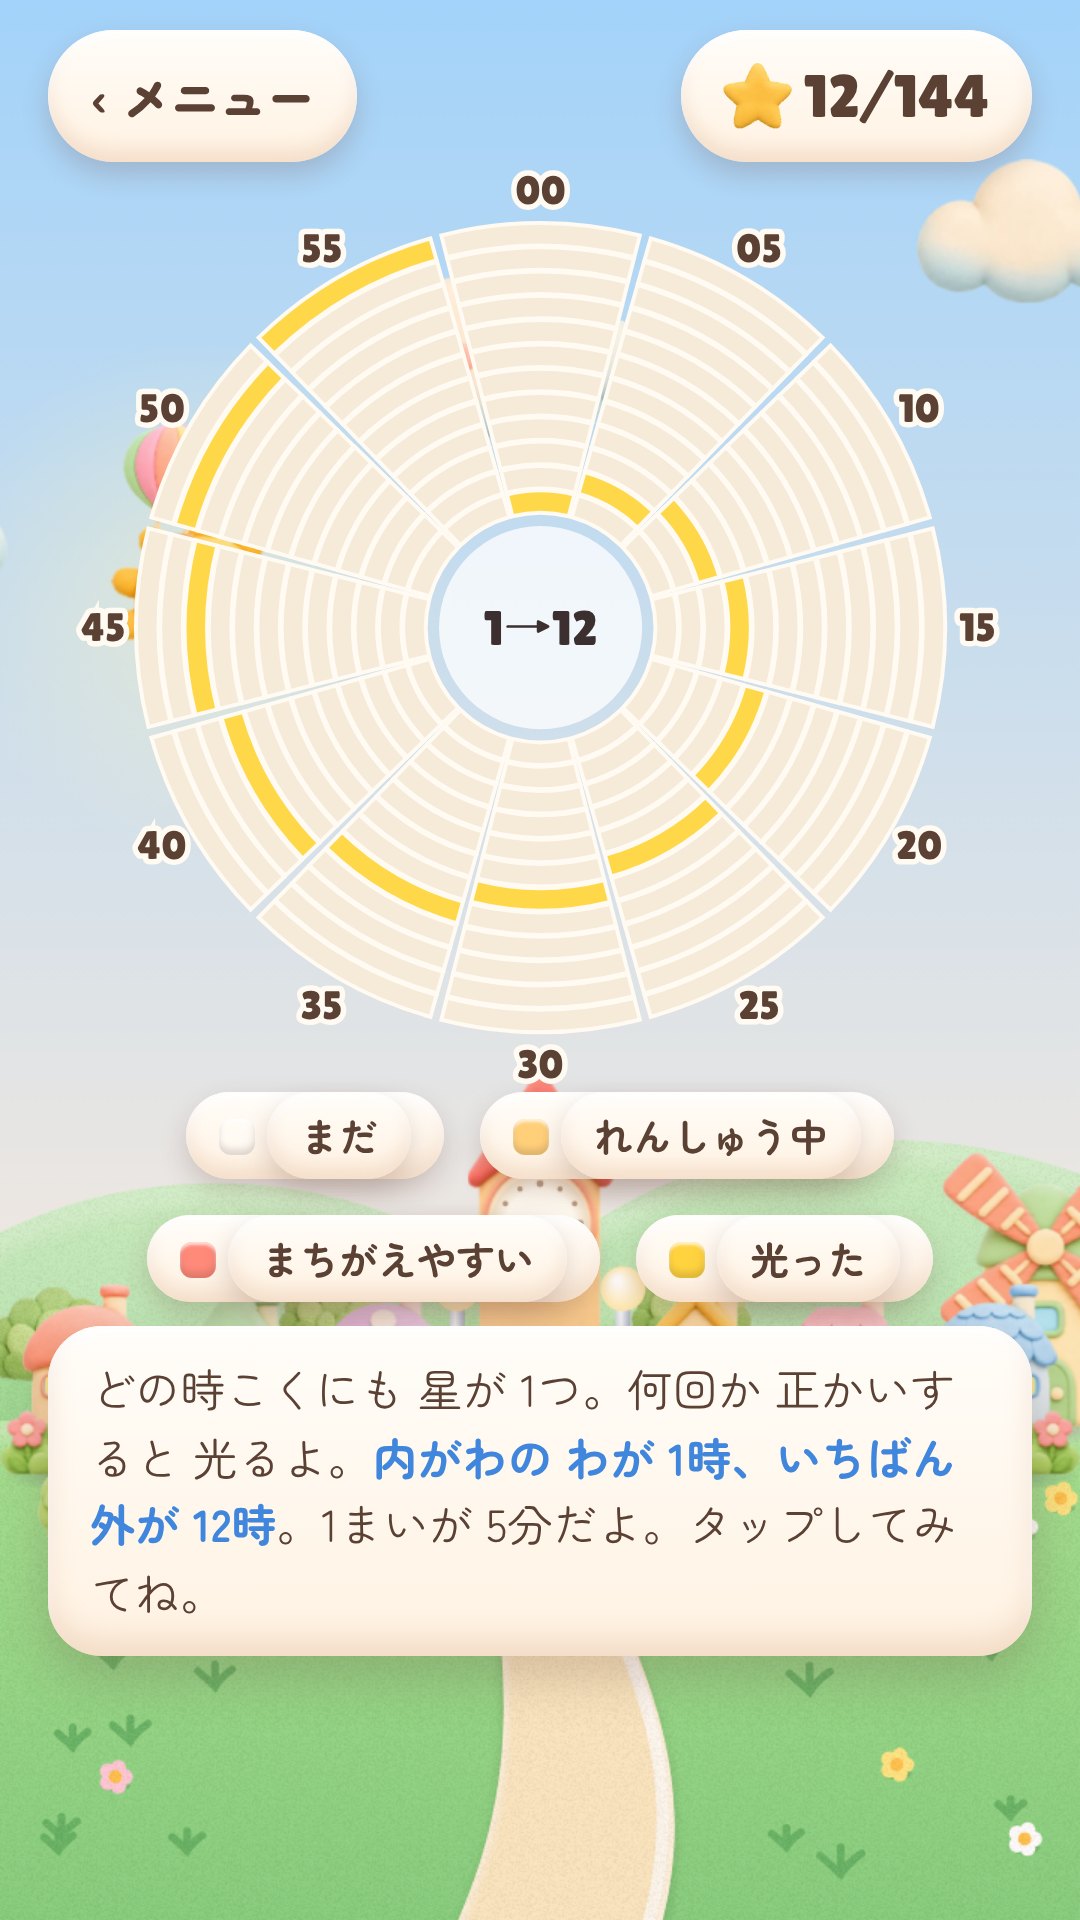 ‹ メニュー
12/144
00
55
05
50
10
45
1→12
15
40
20
35
25
30
まだ
れんしゅう中
まちがえやすい
光った
どの時こくにも 星が 1つ。何回か 正かいす
ると 光るよ。内がわの わが 1時、いちばん
外が 12時。1まいが 5分だよ。タップしてみ
てね。